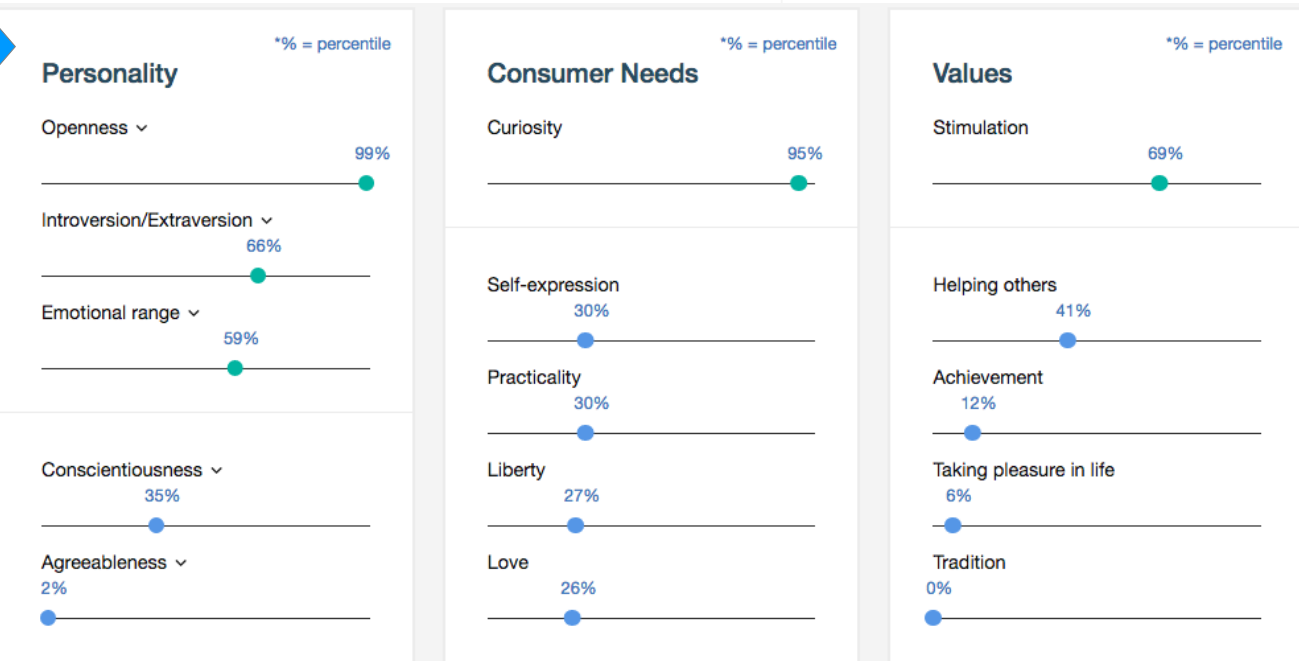 *% = percentile
Personality
Openness
99%
Introversion/Extraversion
66%
Emotional range
59%
Conscientiousness
35%
Agreeableness
2%
*% = percentile
Consumer Needs
Curiosity
95%
Self-expression
30%
Practicality
30%
Liberty
27%
Love
26%
*% = percentile
Values
Stimulation
69%
Helping others
41%
Achievement
12%
Taking pleasure in life
6%
Tradition
0%